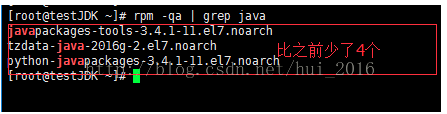 [root@testJDK ~]# rpm -qa | grep java
javapackages-tools-3.4.1-11.el7.noarch
tzdata-java-2016g-2.el7.noarch
比之前少了4个
python-javapackages-3.4.1-11.el7.noarch
http://blog.csdn.net/hui_2016
[root@testJDK ~]#